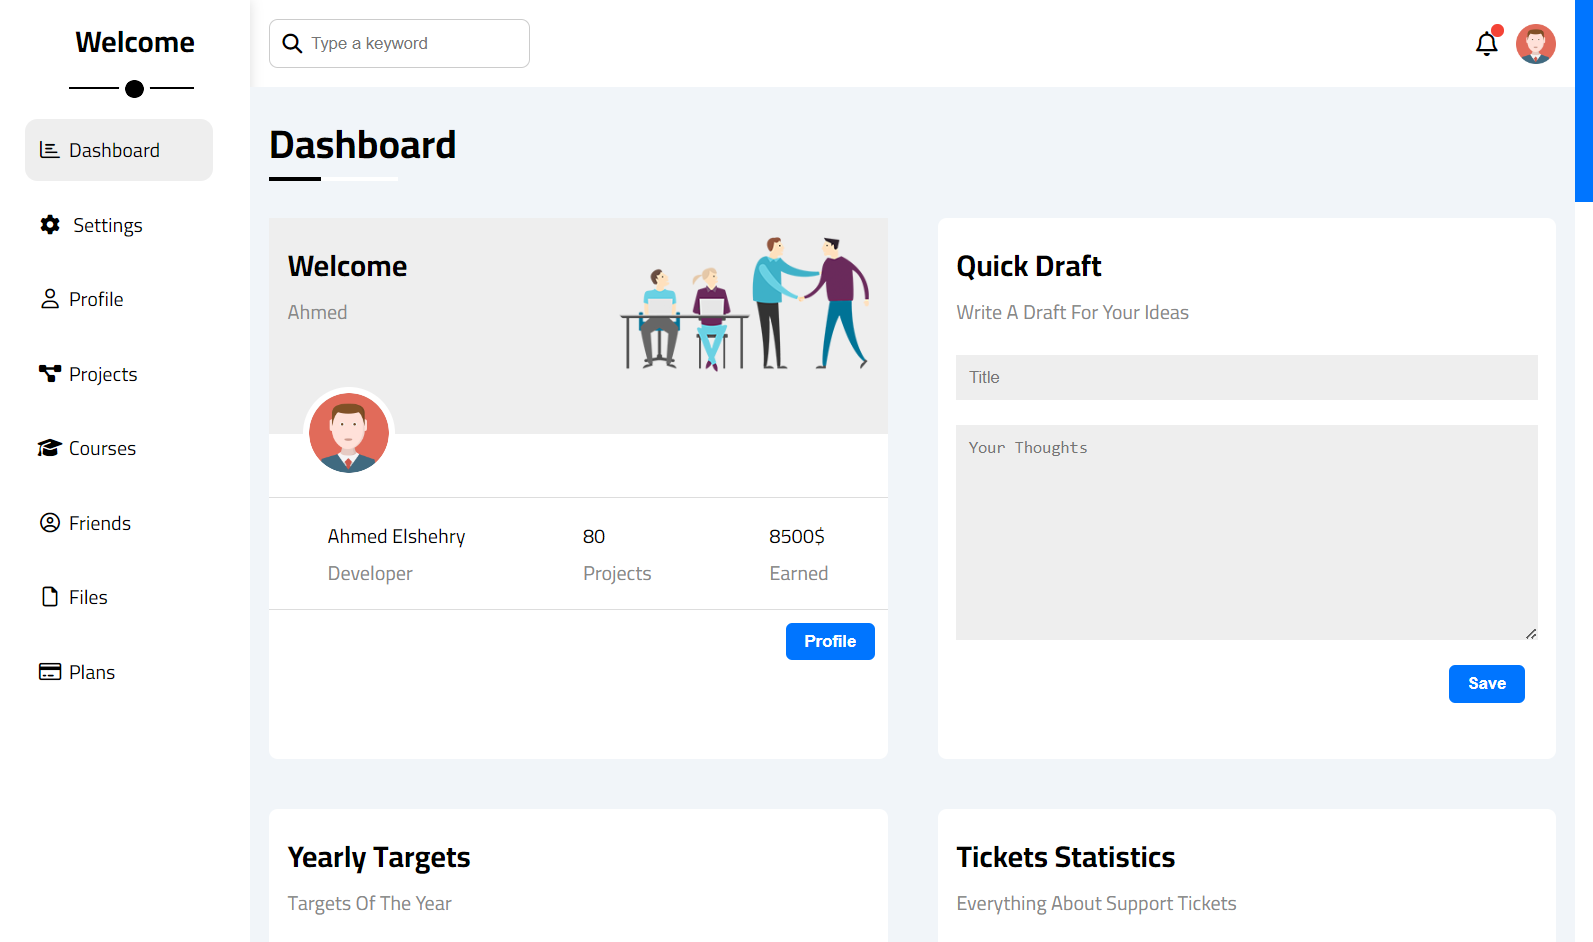 Welcome
Dashboard
Settings
Profile
Projects
Courses
Friends
Files
Plans
Type a keyword
Dashboard
Welcome
Ahmed
Ahmed Elshehry
Developer
80
Projects
8500$
Earned
Profile
Quick Draft
Write A Draft For Your Ideas
Title
Your Thoughts
Save
Yearly Targets
Targets Of The Year
Tickets Statistics
Everything About Support Tickets